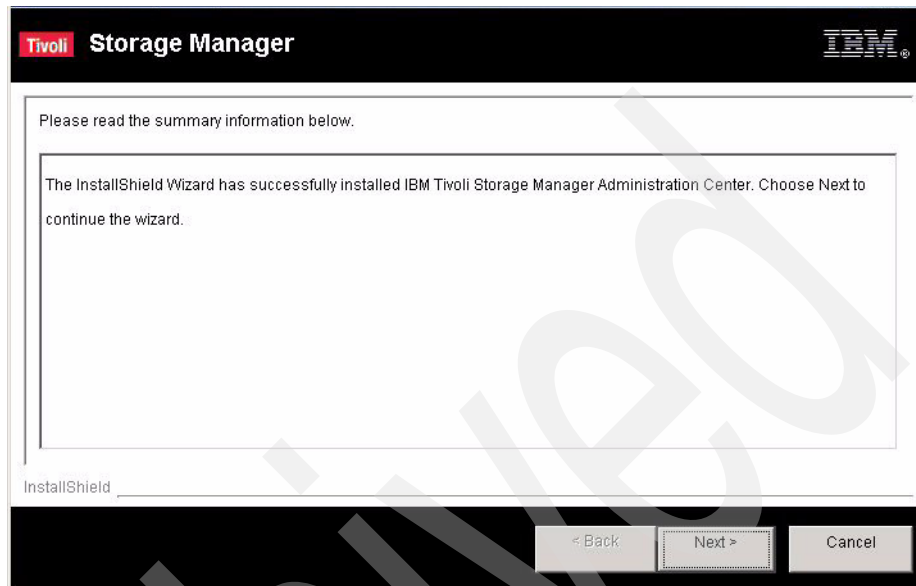 Tivoli Storage Manager IBM®
Please read the summary information below.
The InstallShield Wizard has successfully installed IBM Tivoli Storage Manager Administration Center. Choose Next to
continue the wizard.
InstallShield
< Back Next > Cancel